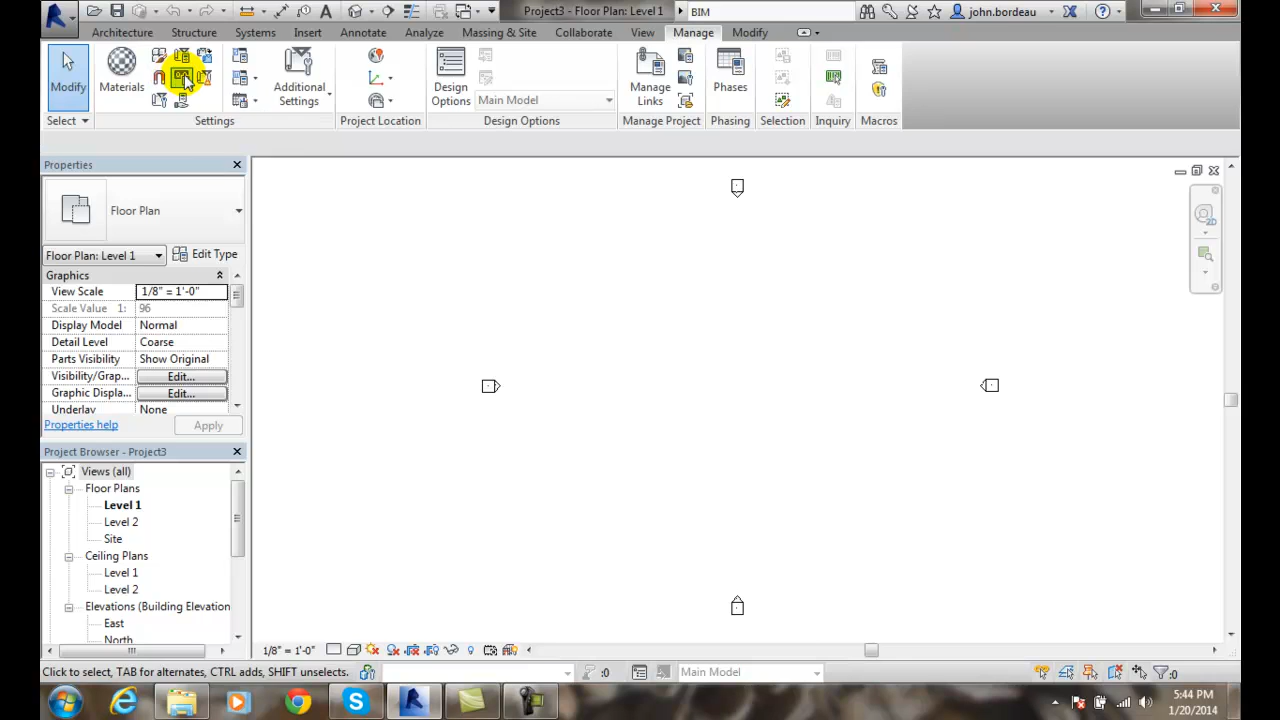 Project3 - Floor Plan: Level 1
BIM
john.bordeau
Architecture Structure Systems Insert Annotate Analyze Massing & Site Collaborate View Manage Modify
Modify
Materials
Additional
Settings
Design
Options
Main Model
Manage
Links
Phases
Select
Settings
Project Location
Design Options
Manage Project
Phasing
Selection
Inquiry
Macros
Properties
Floor Plan
Floor Plan: Level 1
Edit Type
Graphics
View Scale 1/8" = 1'-0"
Scale Value 1: 96
Display Model Normal
Detail Level Coarse
Parts Visibility Show Original
Visibility/Grap... Edit...
Graphic Displa... Edit...
Underlay None
Properties help
Apply
Project Browser - Project3
Views (all)
Floor Plans
Level 1
Level 2
Site
Ceiling Plans
Level 1
Level 2
Elevations (Building Elevation
East
North
2D
1/8" = 1'-0"
Click to select, TAB for alternates, CTRL adds, SHIFT unselects.
:0
Main Model
:0
5:44 PM
1/20/2014